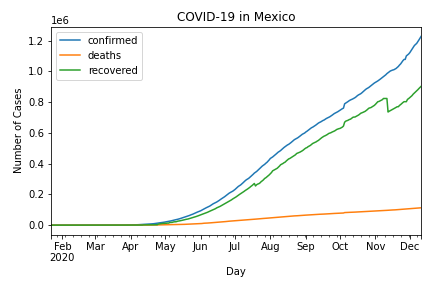 COVID-19 in Mexico
1e6
confirmed
deaths
recovered
1.2
1.0
0.8
0.6
0.4
0.2
0.0
Number of Cases
Feb Mar Apr May Jun Jul Aug Sep Oct Nov Dec
2020
Day